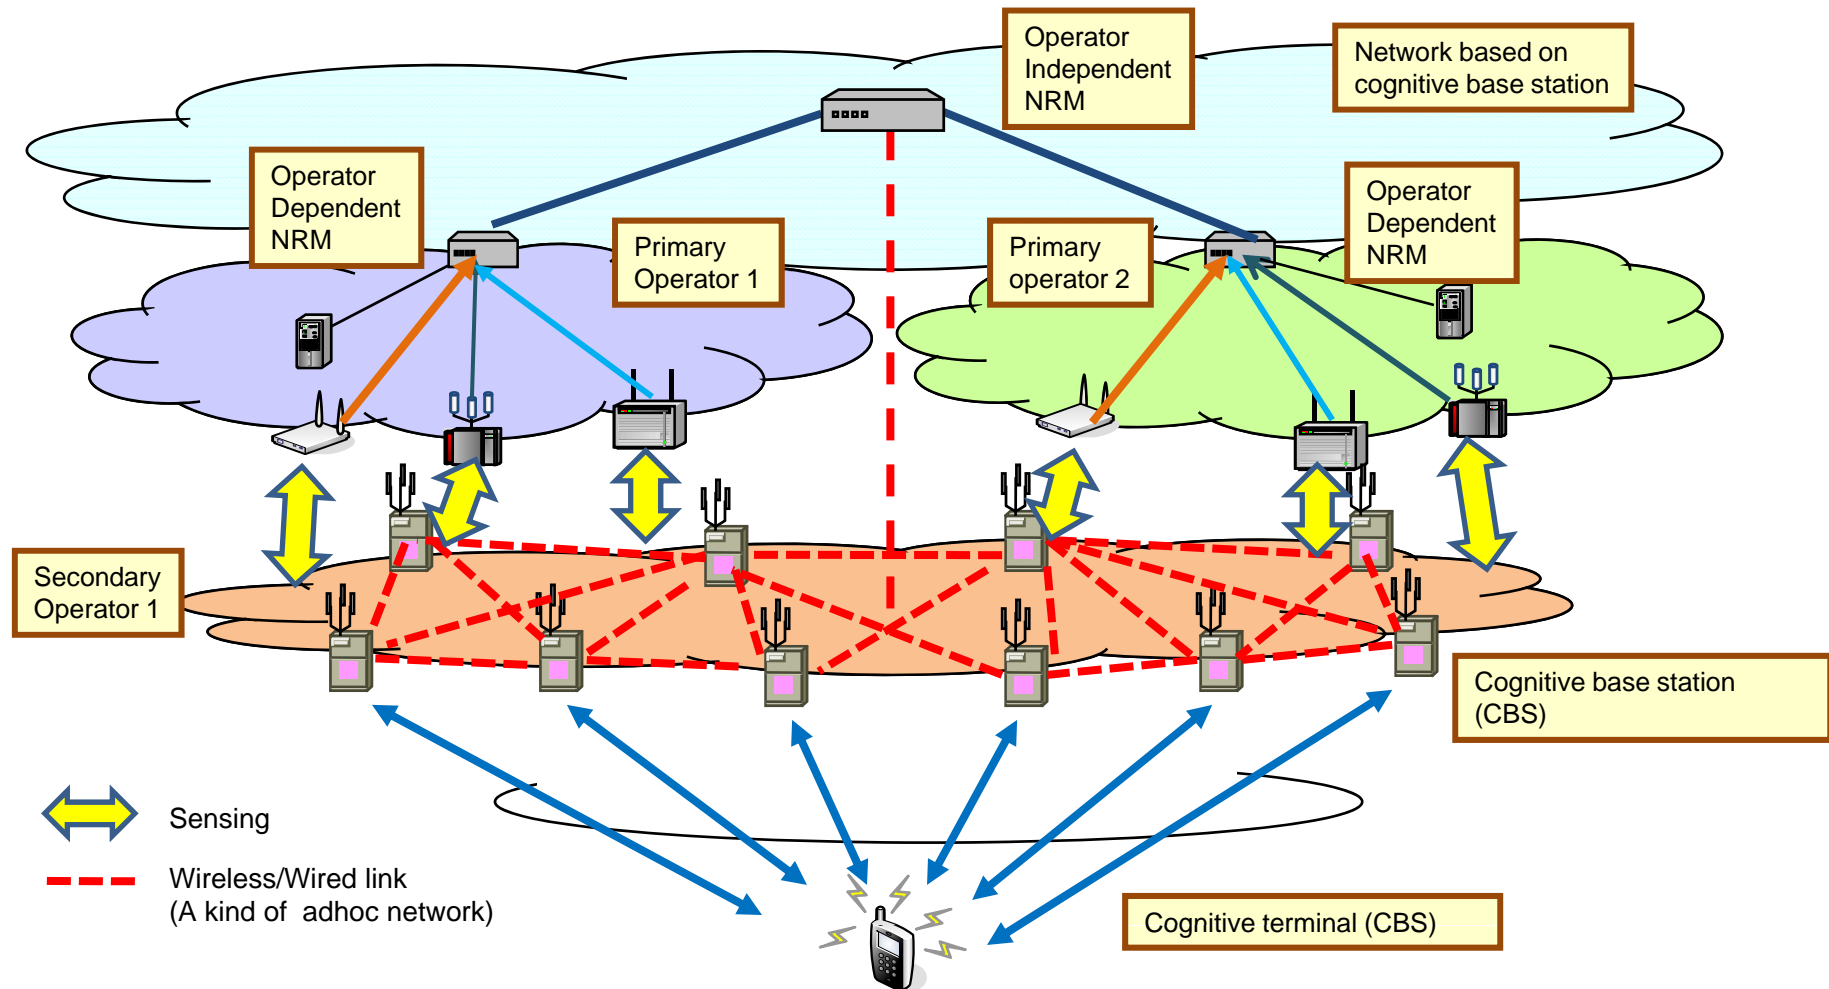 Operator
Independent
NRM
Network based on
cognitive base station
Operator
Dependent
NRM
Primary
Operator 1
Primary
operator 2
Operator
Dependent
NRM
Secondary
Operator 1
Cognitive base station
(CBS)
Sensing
Wireless/Wired link
(A kind of adhoc network)
Cognitive terminal (CBS)